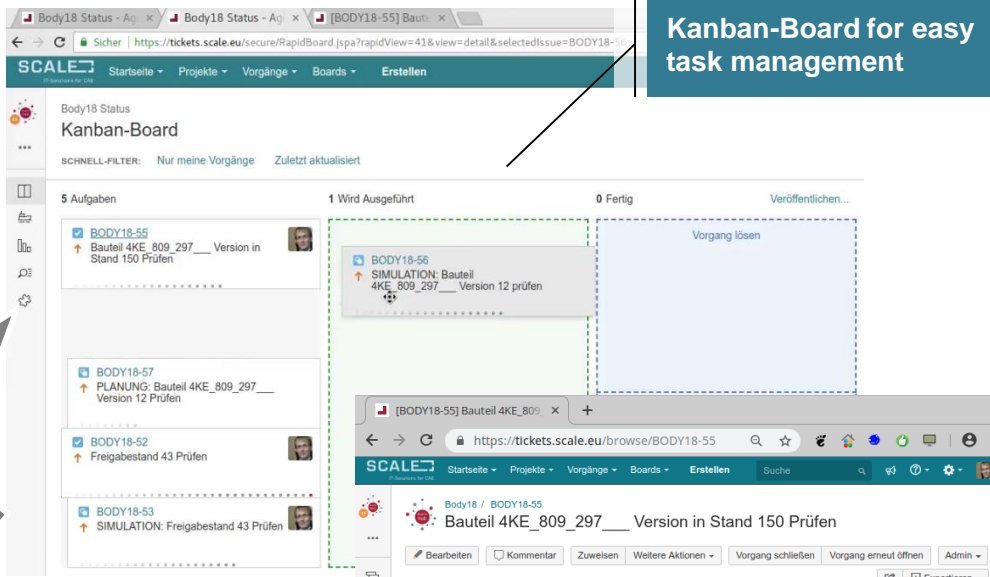 Body18 Status - Ag
Body18 Status - Ag
[BODY18-55] Baut
Sicher | https://tickets.scale.eu/secure/RapidBoard.jspa?rapidView=41&view=detail&selectedIssue=BODY18-5
Kanban-Board for easy
task management
SCALE
Startseite
Projekte
Vorgänge
Boards
Erstellen
Body18 Status
Kanban-Board
SCHNELL-FILTER:
Nur meine Vorgänge
Zuletzt aktualisiert
5 Aufgaben
1 Wird Ausgeführt
0 Fertig
Veröffentlichen...
BODY18-55
Bauteil 4KE_809_297___ Version in
Stand 150 Prüfen
BODY18-56
SIMULATION: Bauteil
4KE_809_297___ Version 12 prüfen
Vorgang lösen
BODY18-57
PLANUNG: Bauteil 4KE_809_297___
Version 12 Prüfen
BODY18-52
Freigabestand 43 Prüfen
BODY18-53
SIMULATION: Freigabestand 43 Prüfen
[BODY18-55] Bauteil 4KE_809_
https://tickets.scale.eu/browse/BODY18-55
SCALE
Startseite
Projekte
Vorgänge
Boards
Erstellen
Suche
Body18 / BODY18-55
Bauteil 4KE_809_297___ Version in Stand 150 Prüfen
Bearbeiten
Kommentar
Zuweisen
Weitere Aktionen
Vorgang schließen
Vorgang erneut öffnen
Admin